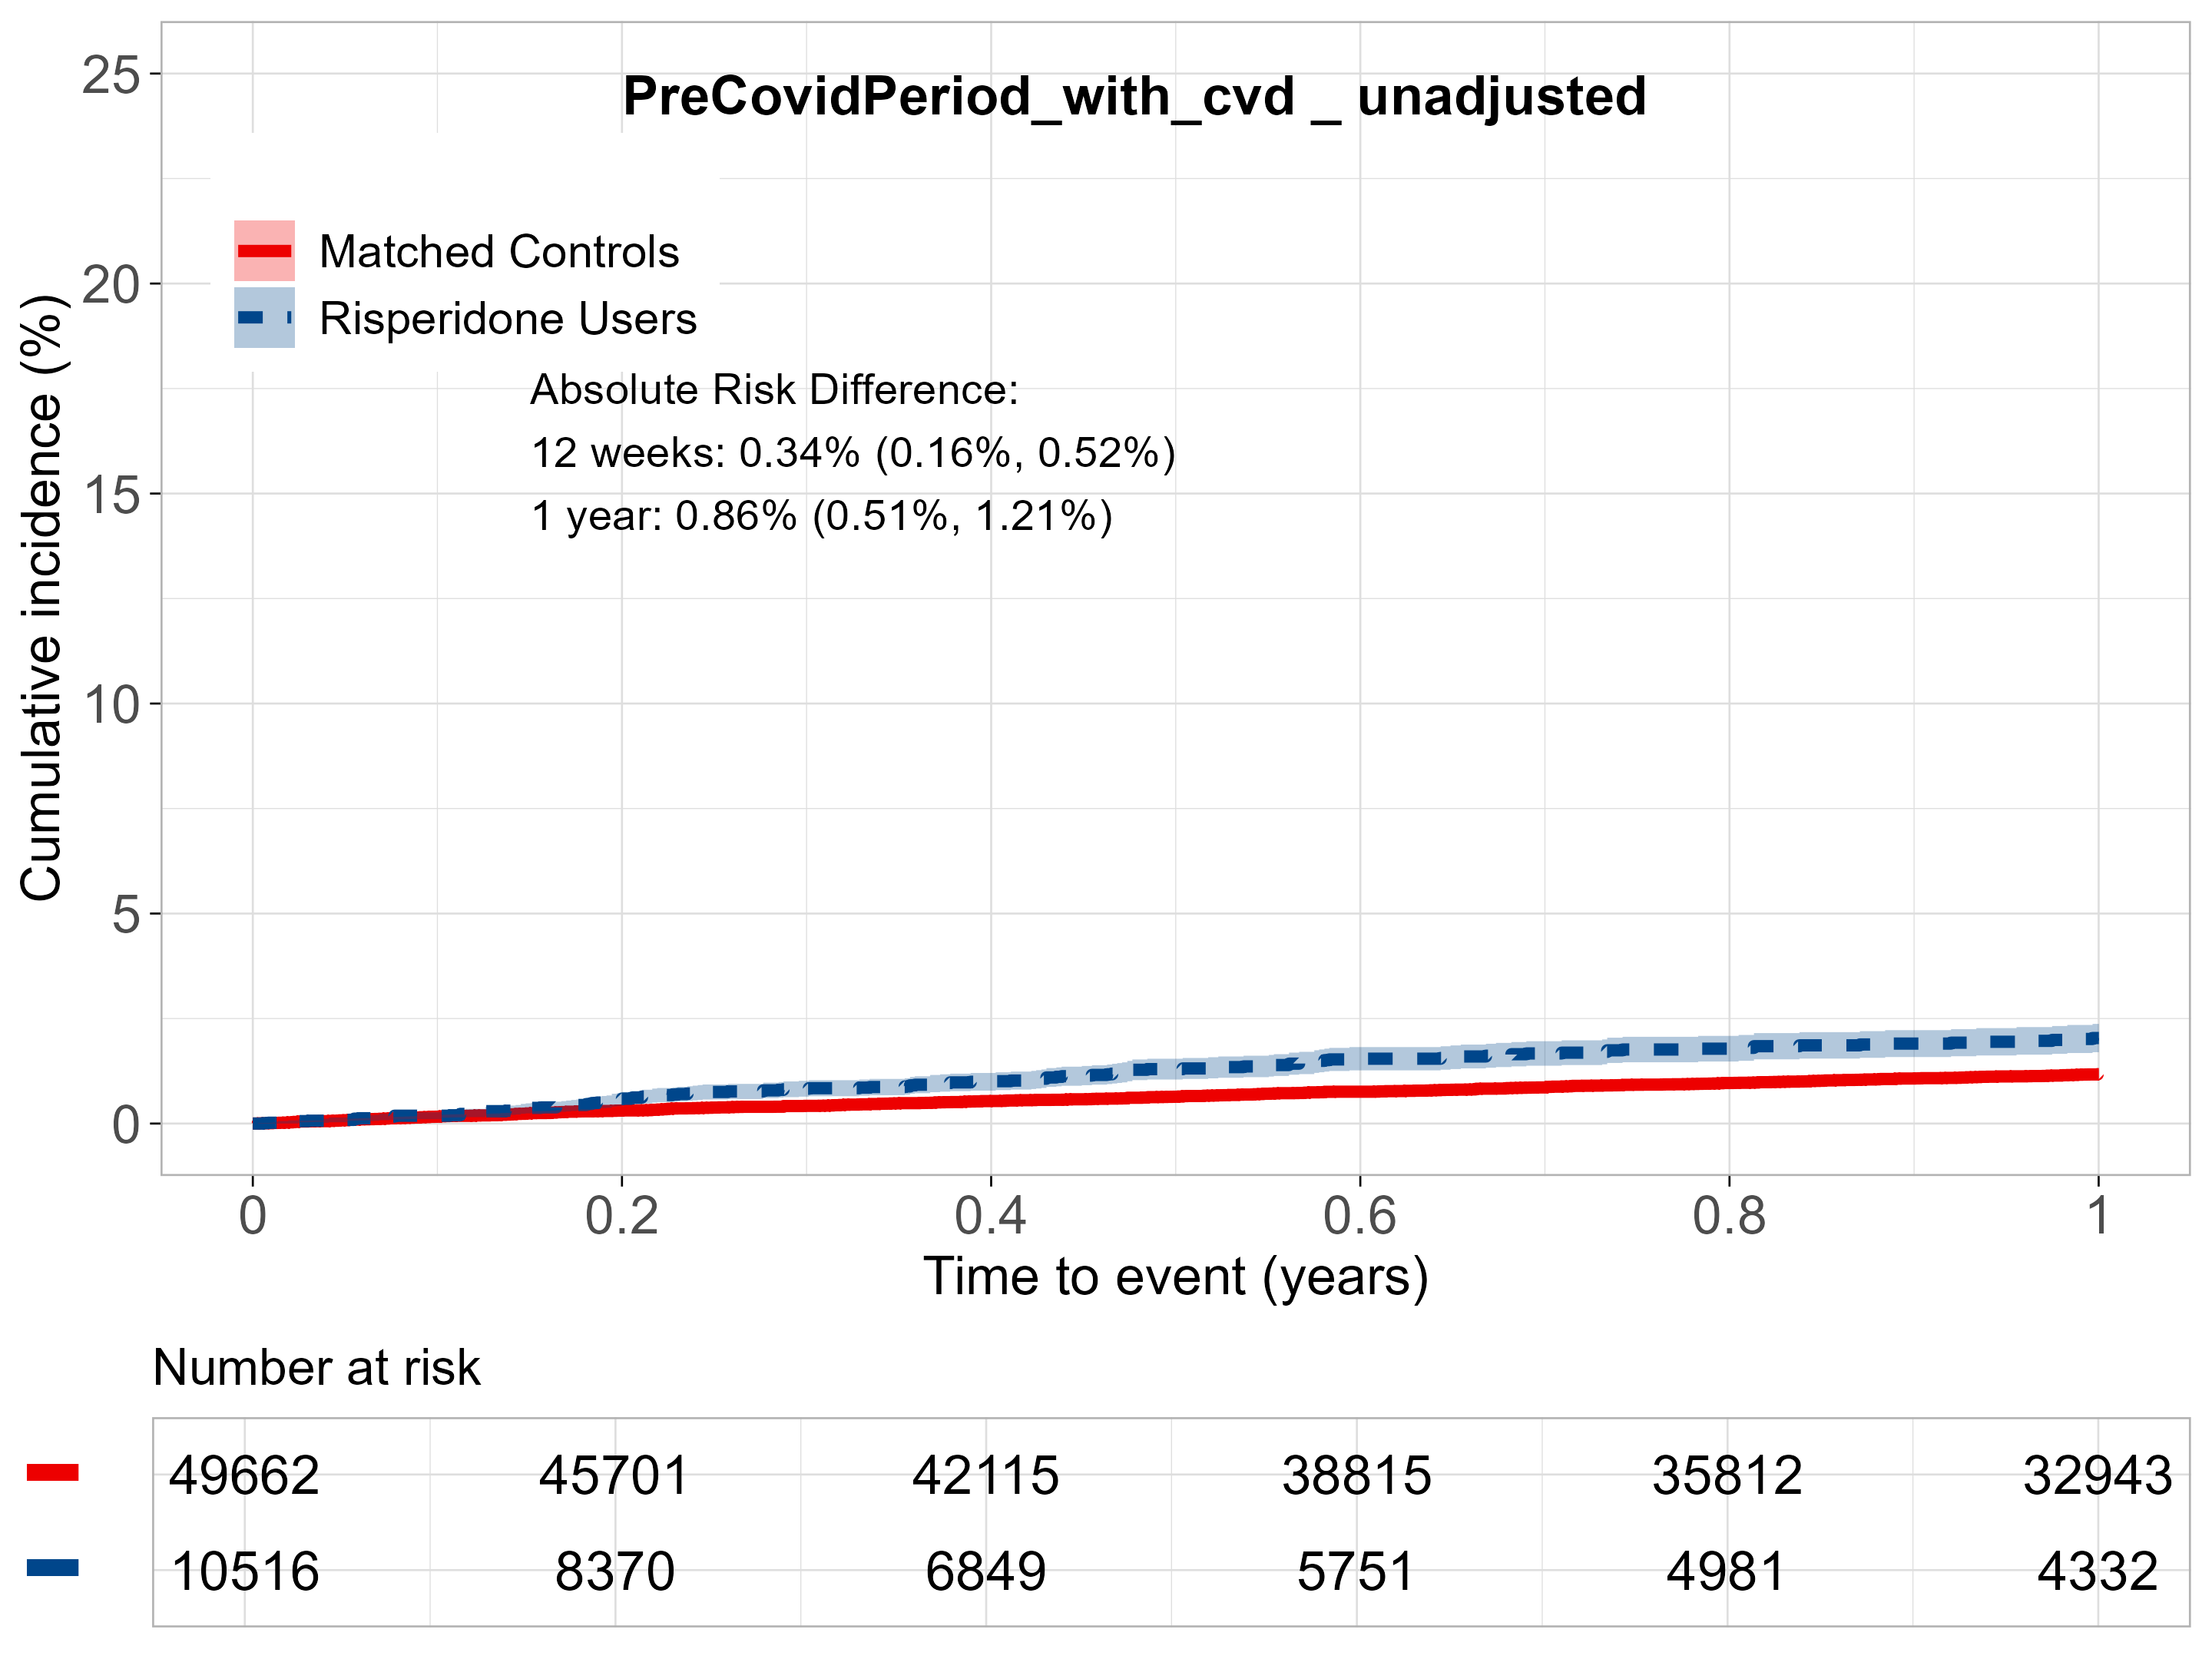 PreCovidPeriod_with_cvd _ unadjusted
Matched Controls
Risperidone Users
Absolute Risk Difference:
12 weeks: 0.34% (0.16%, 0.52%)
1 year: 0.86% (0.51%, 1.21%)
Cumulative incidence (%)
25
20
15
10
5
0
0 0.2 0.4 0.6 0.8 1
Time to event (years)
Number at risk
49662 45701 42115 38815 35812 32943
10516 8370 6849 5751 4981 4332